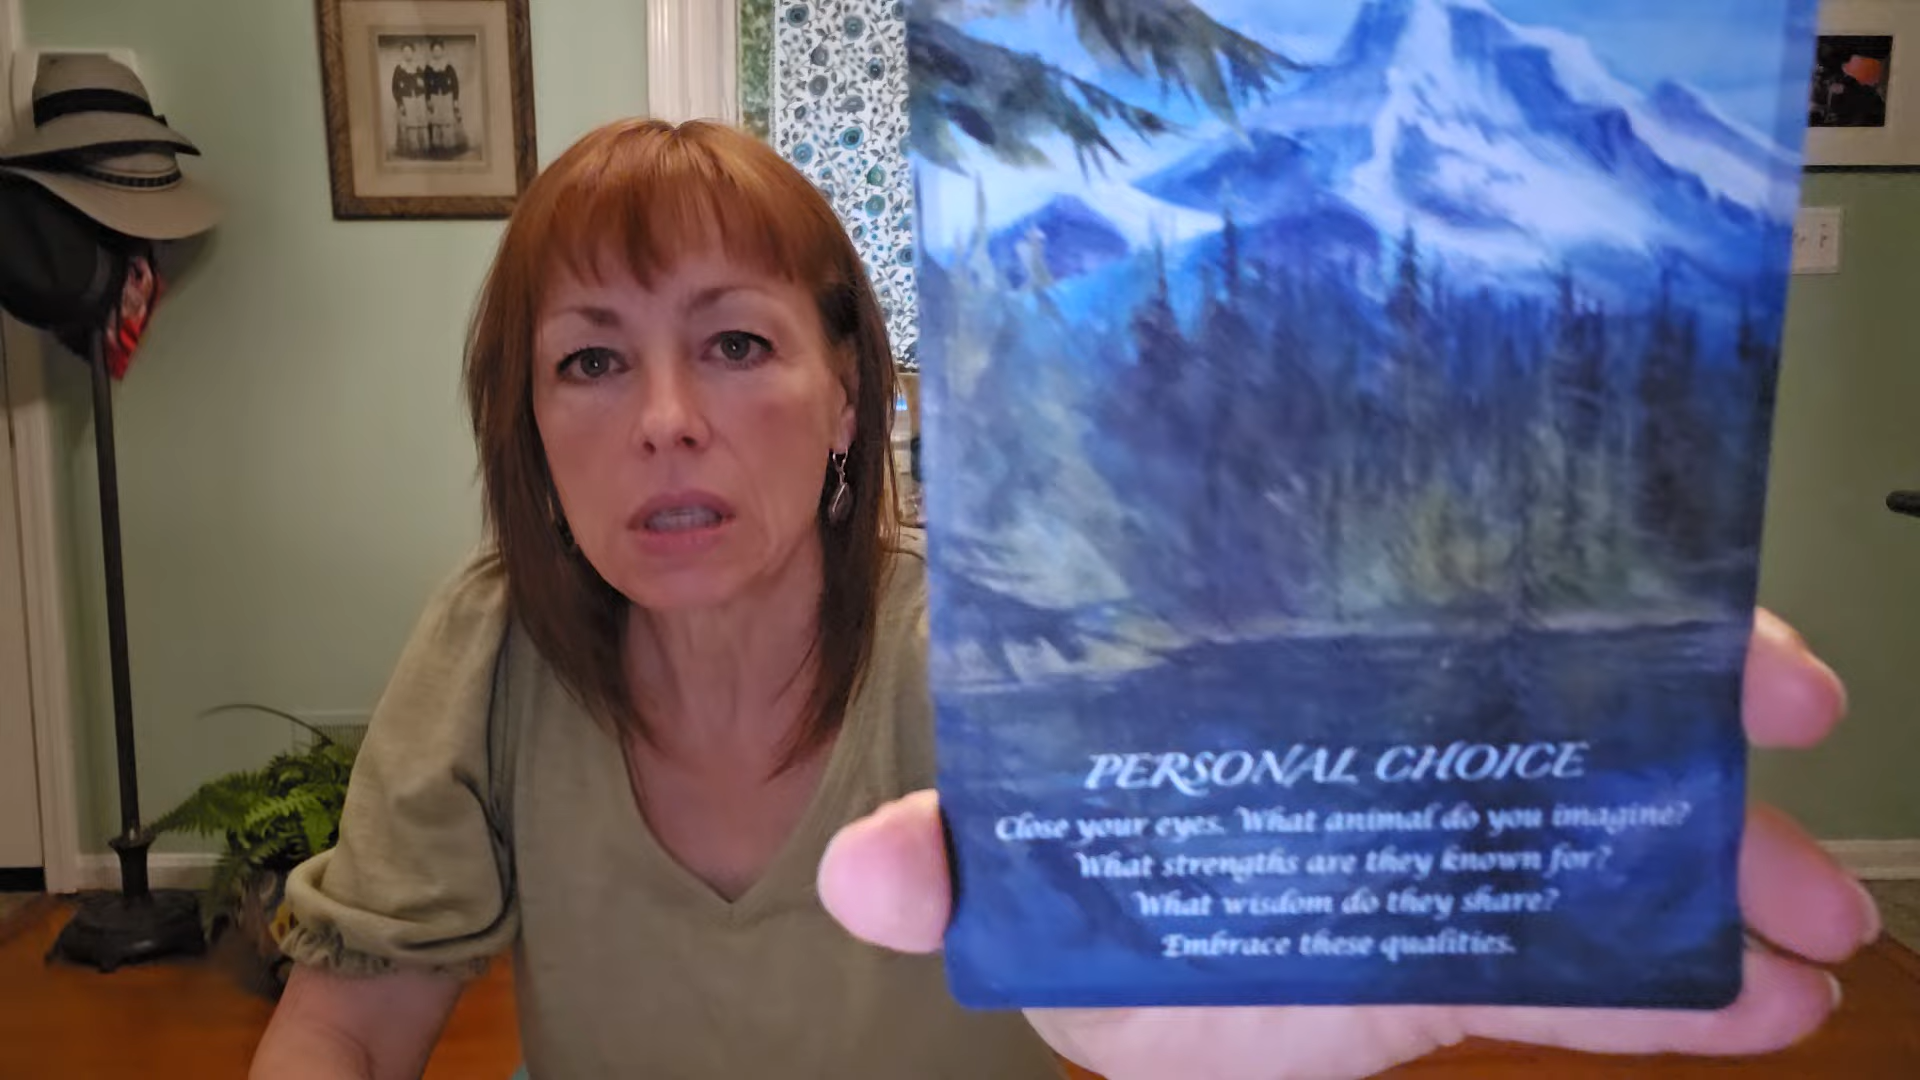 PERSONAL CHOICE
Close your eyes. What animal do you imagine?
What strengths are they known for?
What wisdom do they share?
Embrace these qualities.